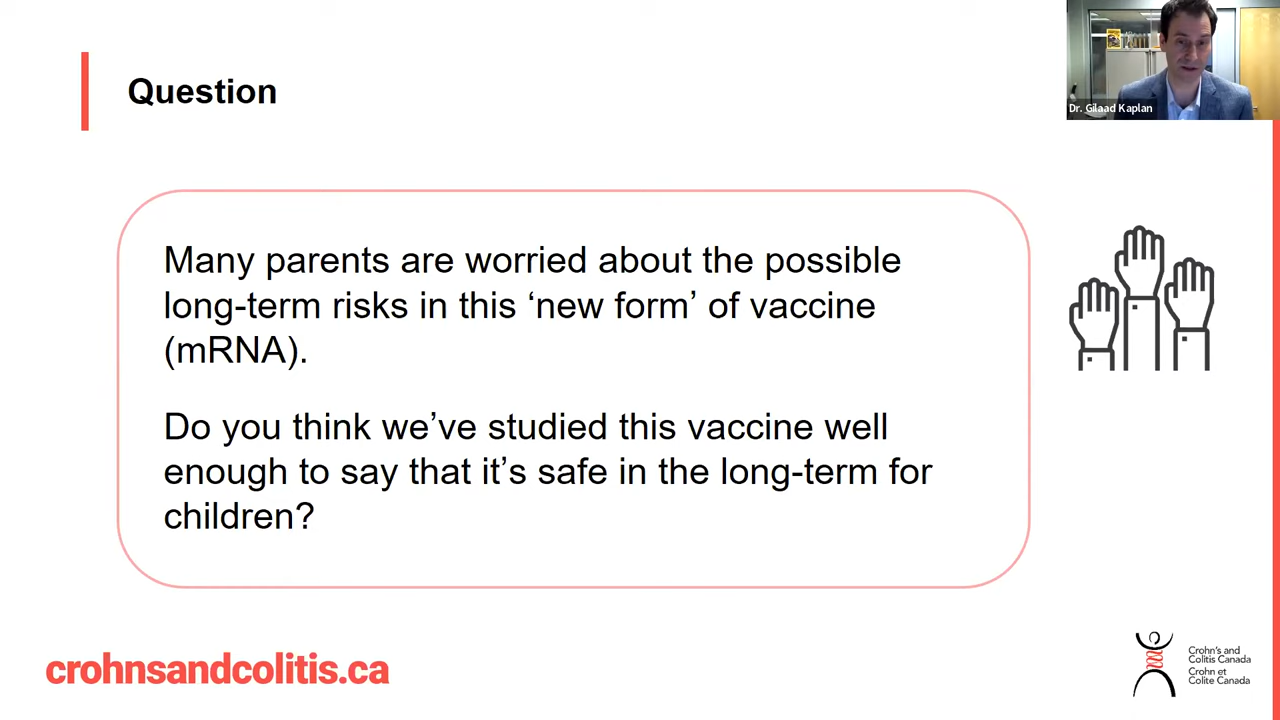 Question
Dr. Gilaad Kaplan
Many parents are worried about the possible
long-term risks in this ‘new form’ of vaccine
(mRNA).
Do you think we’ve studied this vaccine well
enough to say that it’s safe in the long-term for
children?
crohnsandcolitis.ca
Crohn's and
Colitis Canada
Crohn et
Colite Canada